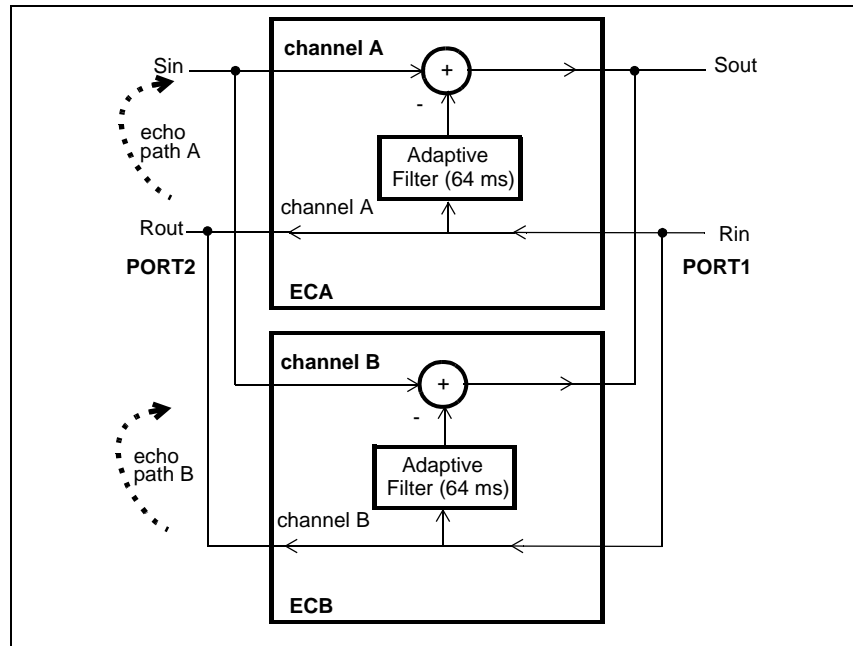 channel A
Sin
+
Sout
-
echo
path A
Adaptive
Filter (64 ms)
channel A
Rout
Rin
PORT2
PORT1
ECA
channel B
+
-
echo
path B
Adaptive
Filter (64 ms)
channel B
ECB